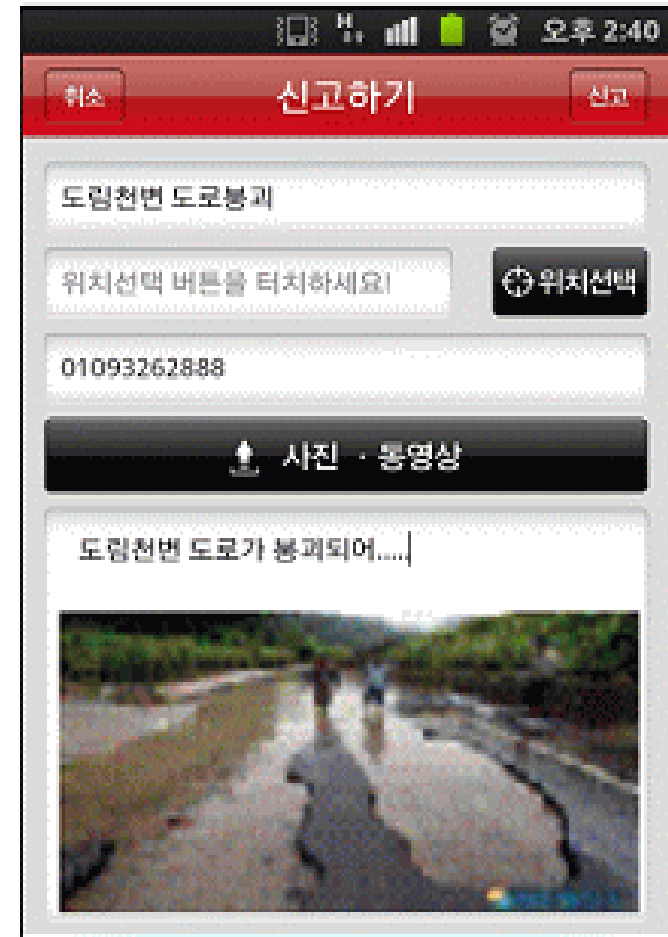 오후 2:40
취소 신고하기 신고
도림천변 도로붕괴
위치선택 버튼을 터치하세요! 위치선택
01093262888
사진 · 동영상
도림천변 도로가 붕괴되어.....